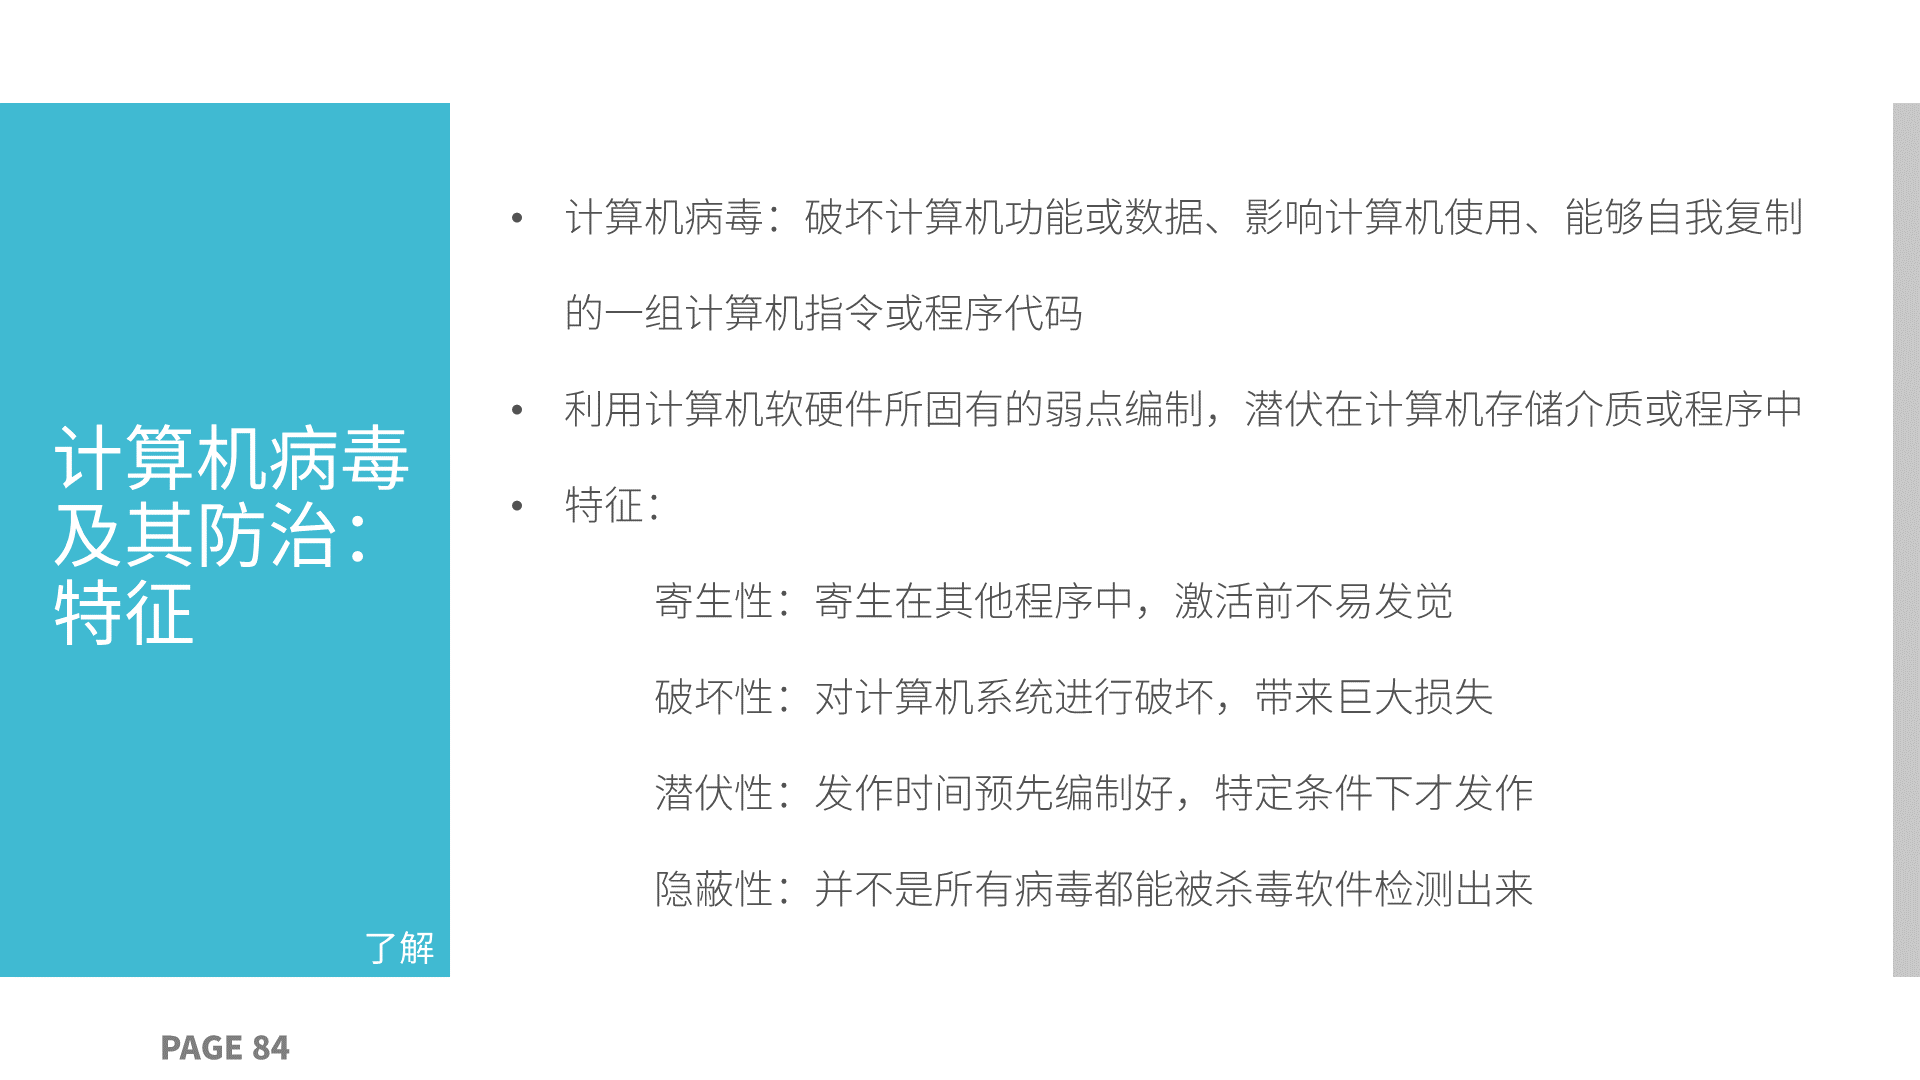 计算机病毒
及其防治：
特征
了解
• 计算机病毒：破坏计算机功能或数据、影响计算机使用、能够自我复制
的一组计算机指令或程序代码
• 利用计算机软硬件所固有的弱点编制，潜伏在计算机存储介质或程序中
• 特征：
寄生性：寄生在其他程序中，激活前不易发觉
破坏性：对计算机系统进行破坏，带来巨大损失
潜伏性：发作时间预先编制好，特定条件下才发作
隐蔽性：并不是所有病毒都能被杀毒软件检测出来
PAGE 84